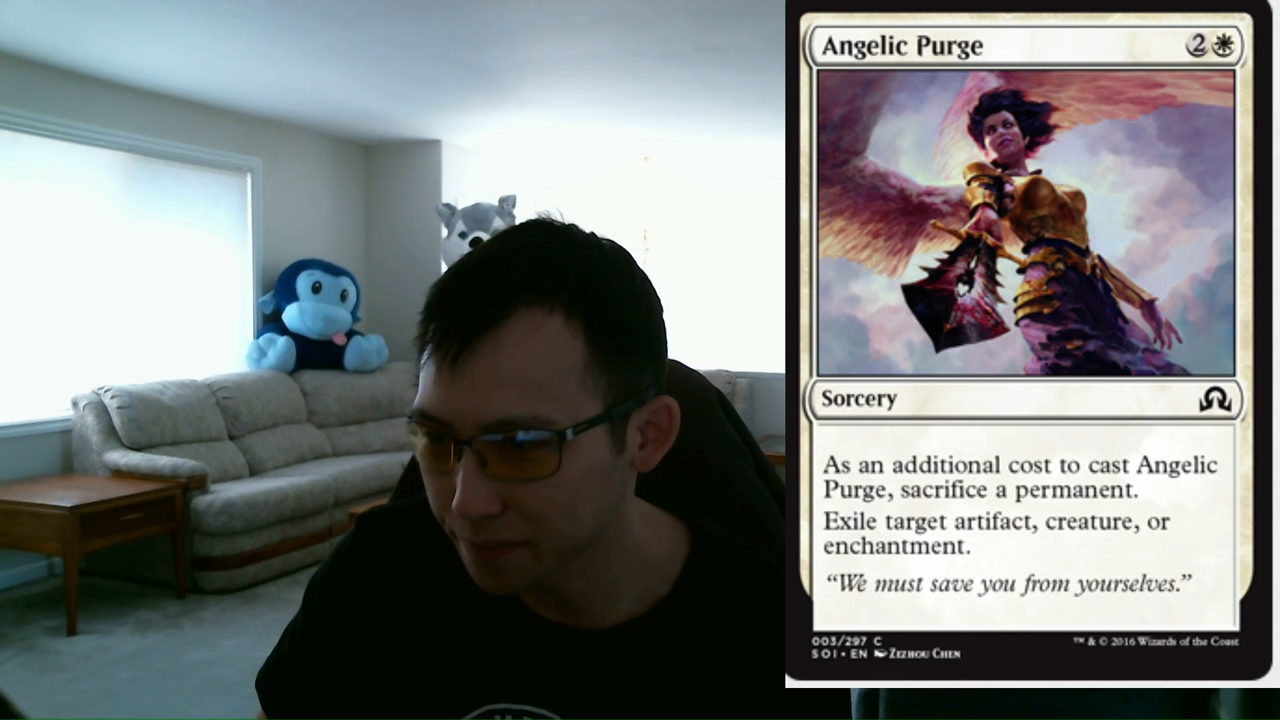 Angelic Purge 2
Sorcery
As an additional cost to cast Angelic
Purge, sacrifice a permanent.
Exile target artifact, creature, or
enchantment.
“We must save you from yourselves.”
003/297 C
™ & © 2016 Wizards of the Coast
SOI • EN Zezhou Chen